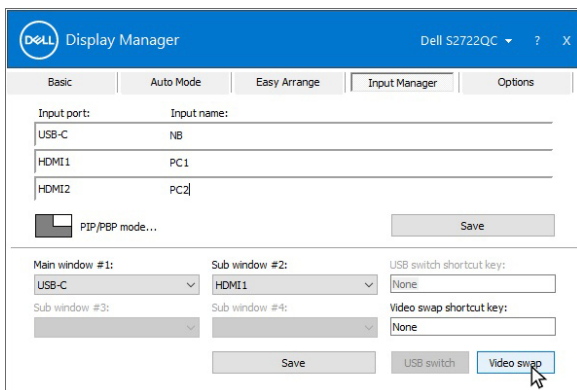 DELL Display Manager Dell S2722QC ? X
Basic Auto Mode Easy Arrange Input Manager Options
Input port: Input name:
USB-C NB
HDMI1 PC1
HDMI2 PC2
PIP/PBP mode... Save
Main window #1: Sub window #2: USB switch shortcut key:
USB-C HDMI1 None
Sub window #3: Sub window #4: Video swap shortcut key:
None
Save USB switch Video swap